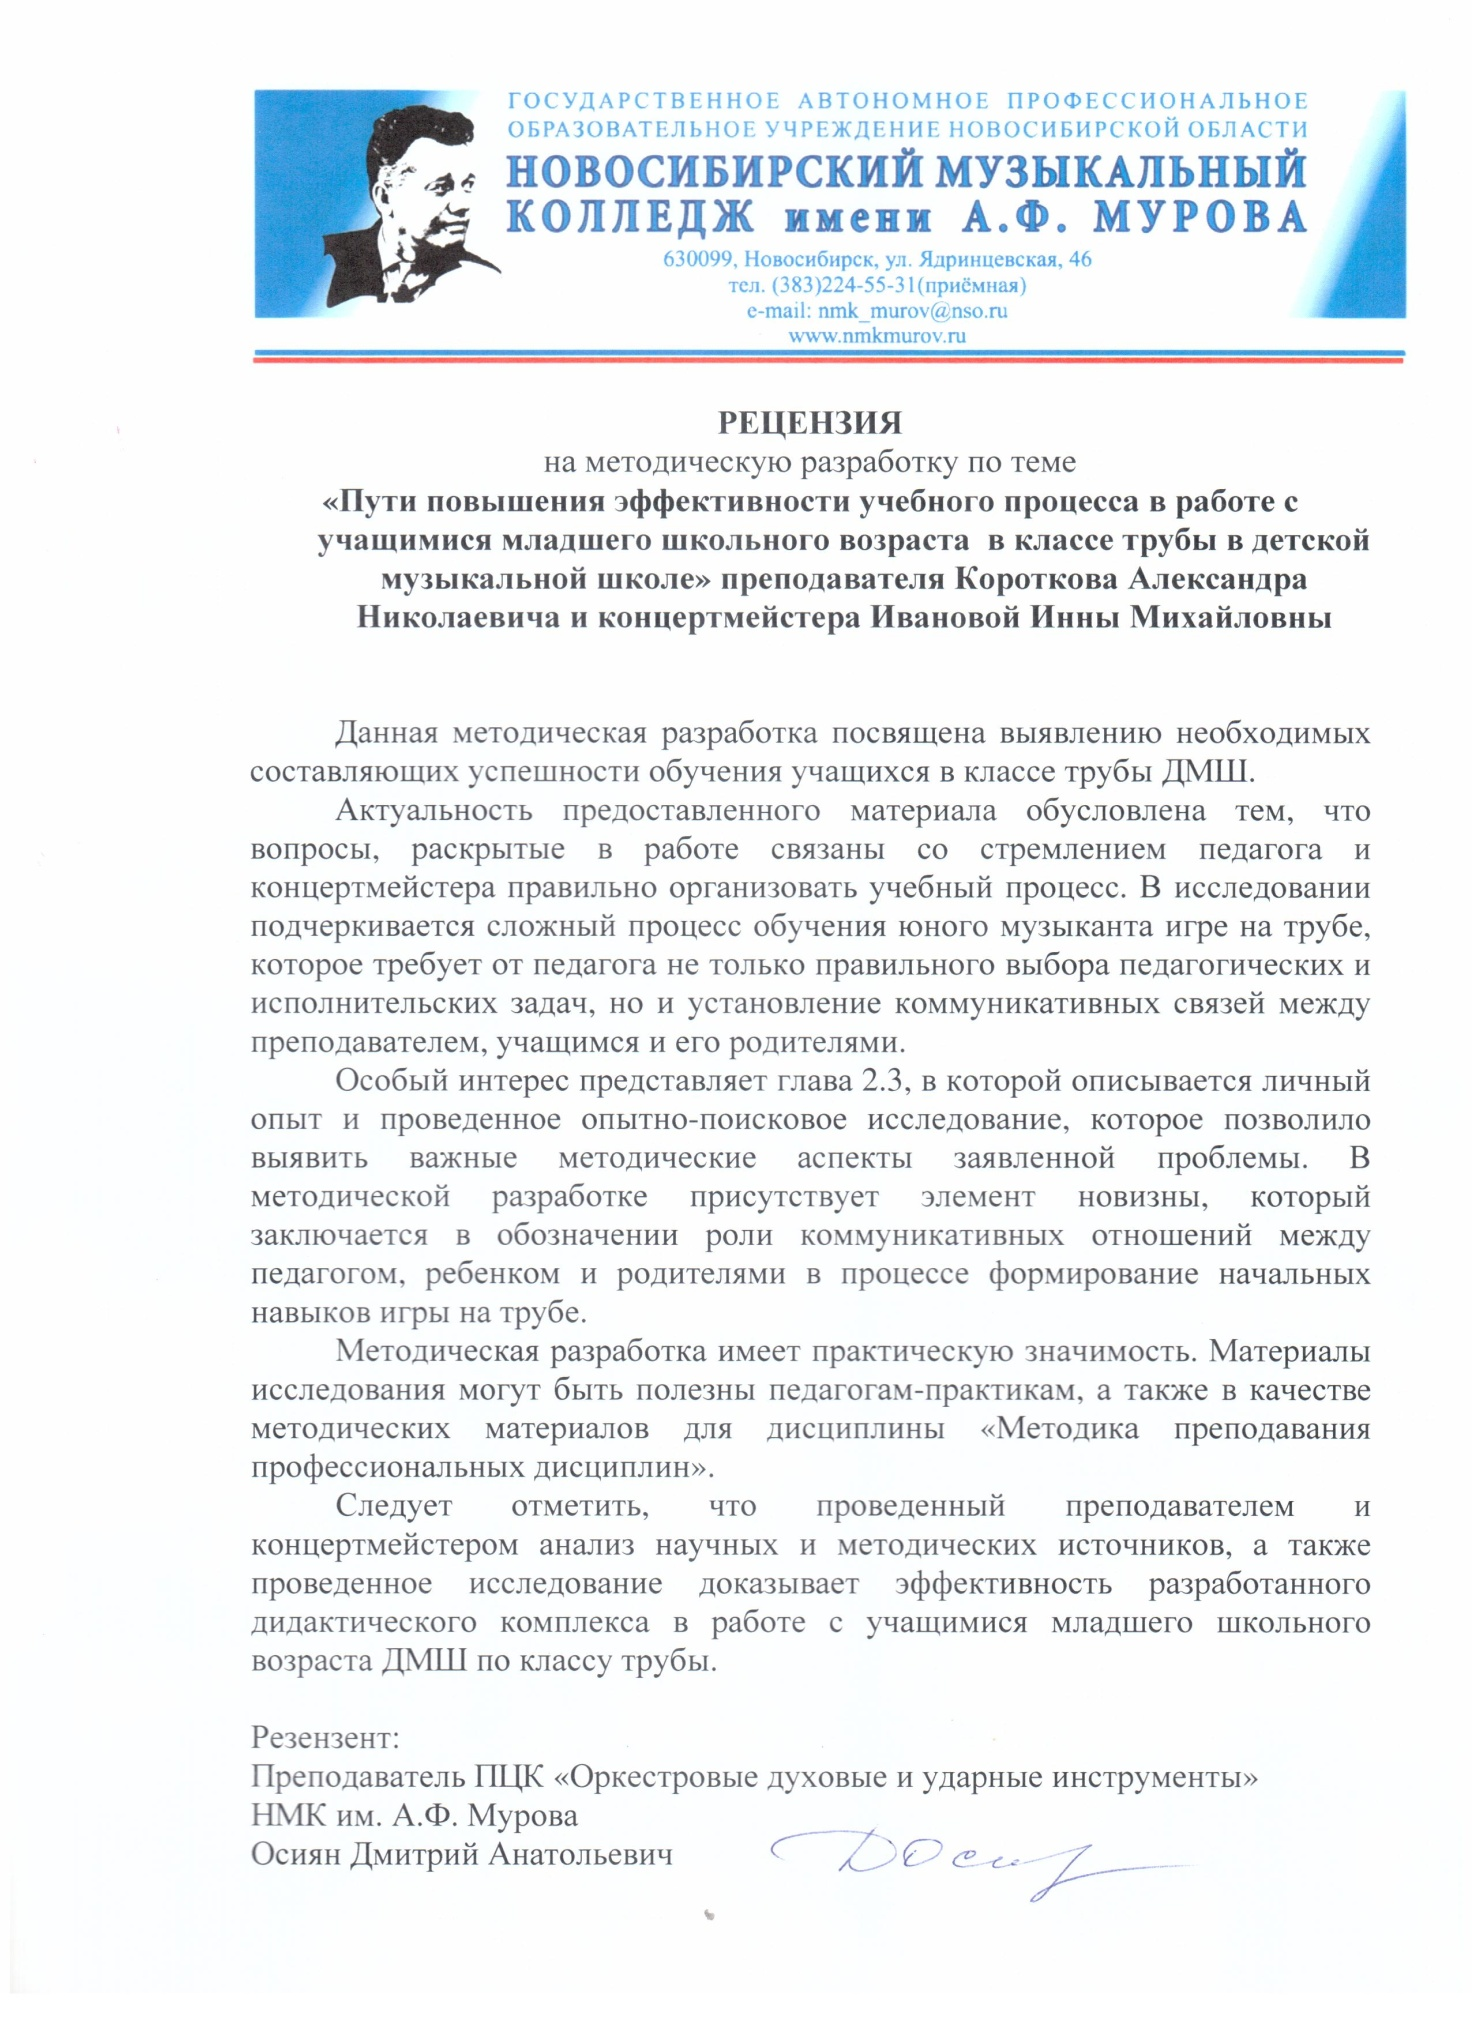 ГОСУДАРСТВЕННОЕ АВТОНОМНОЕ ПРОФЕССИОНАЛЬНОЕ
ОБРАЗОВАТЕЛЬНОЕ УЧРЕЖДЕНИЕ НОВОСИБИРСКОЙ ОБЛАСТИ
НОВОСИБИРСКИЙ МУЗЫКАЛЬНЫЙ
КОЛЛЕДЖ имени А.Ф. МУРОВА
630099, Новосибирск, ул. Ядринцевская, 46
тел. (383)224-55-31(приёмная)
e-mail: nmk_murov@nso.ru
www.nmkmurov.ru
РЕЦЕНЗИЯ
на методическую разработку по теме
«Пути повышения эффективности учебного процесса в работе с
учащимися младшего школьного возраста в классе трубы в детской
музыкальной школе» преподавателя Короткова Александра
Николаевича и концертмейстера Ивановой Инны Михайловны
Данная методическая разработка посвящена выявлению необходимых
составляющих успешности обучения учащихся в классе трубы ДМШ.
Актуальность предоставленного материала обусловлена тем, что
вопросы, раскрытые в работе связаны со стремлением педагога и
концертмейстера правильно организовать учебный процесс. В исследовании
подчеркивается сложный процесс обучения юного музыканта игре на трубе,
которое требует от педагога не только правильного выбора педагогических и
исполнительских задач, но и установление коммуникативных связей между
преподавателем, учащимся и его родителями.
Особый интерес представляет глава 2.3, в которой описывается личный
опыт и проведенное опытно-поисковое исследование, которое позволило
выявить важные методические аспекты заявленной проблемы. В
методической разработке присутствует элемент новизны, который
заключается в обозначении роли коммуникативных отношений между
педагогом, ребенком и родителями в процессе формирование начальных
навыков игры на трубе.
Методическая разработка имеет практическую значимость. Материалы
исследования могут быть полезны педагогам-практикам, а также в качестве
методических материалов для дисциплины «Методика преподавания
профессиональных дисциплин».
Следует отметить, что проведенный преподавателем и
концертмейстером анализ научных и методических источников, а также
проведенное исследование доказывает эффективность разработанного
дидактического комплекса в работе с учащимися младшего школьного
возраста ДМШ по классу трубы.
Резензент:
Преподаватель ПЦК «Оркестровые духовые и ударные инструменты»
НМК им. А.Ф. Мурова
Осиян Дмитрий Анатольевич